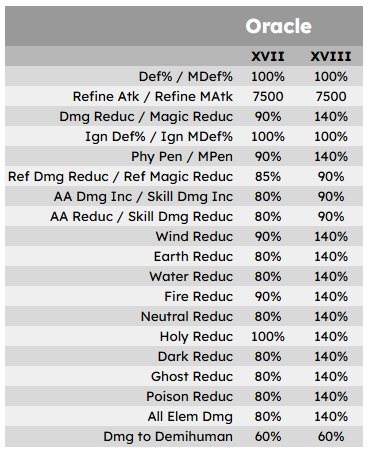 Oracle
XVII XVIII
Def% / MDef% 100% 100%
Refine Atk / Refine MAtk 7500 7500
Dmg Reduc / Magic Reduc 90% 140%
Ign Def% / Ign MDef% 100% 100%
Phy Pen / MPen 90% 140%
Ref Dmg Reduc / Ref Magic Reduc 85% 90%
AA Dmg Inc / Skill Dmg Inc 80% 90%
AA Reduc / Skill Dmg Reduc 80% 90%
Wind Reduc 90% 140%
Earth Reduc 80% 140%
Water Reduc 80% 140%
Fire Reduc 90% 140%
Neutral Reduc 80% 140%
Holy Reduc 100% 140%
Dark Reduc 80% 140%
Ghost Reduc 80% 140%
Poison Reduc 80% 140%
All Elem Dmg 80% 140%
Dmg to Demihuman 60% 60%